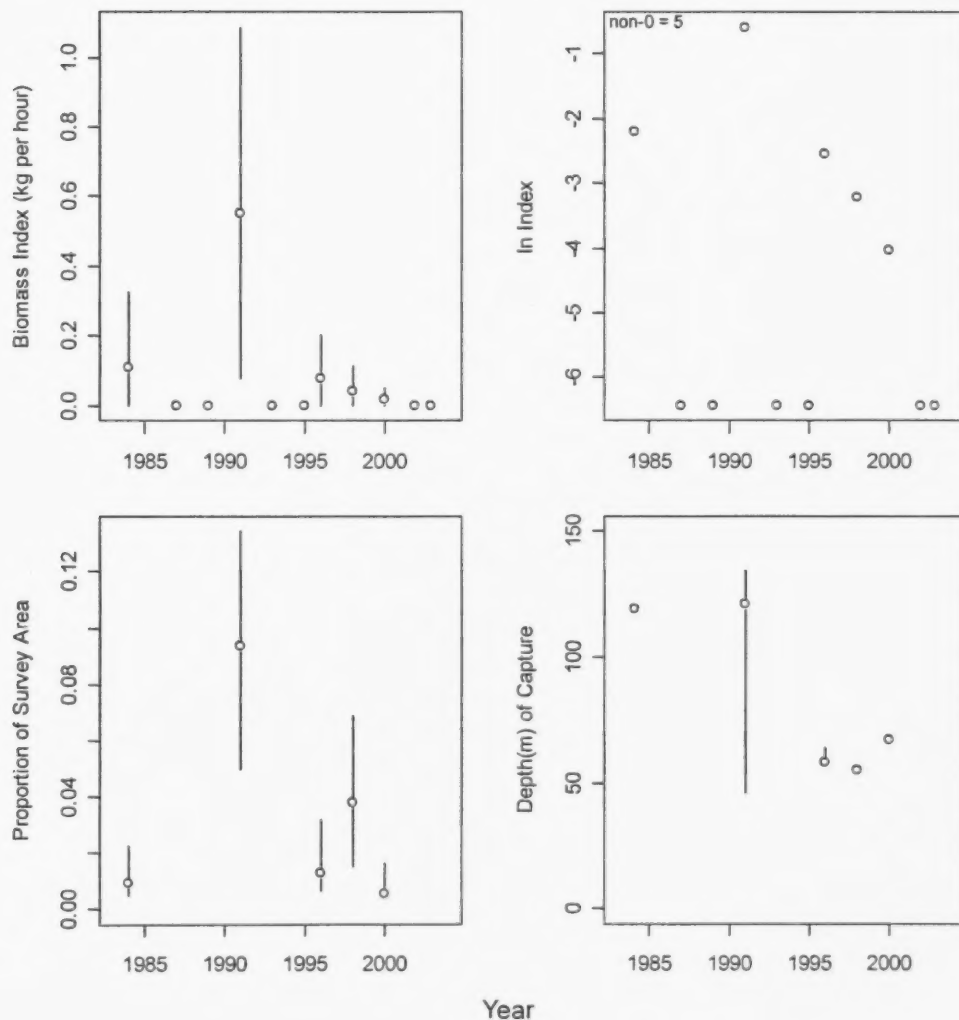 Biomass Index (kg per hour)
1.0
0.8
0.6
0.4
0.2
0.0
1985 1990 1995 2000
non-0 = 5
ln Index
-1
-2
-3
-4
-6
1985 1990 1995 2000
Proportion of Survey Area
0.12
0.08
0.04
0.00
1985 1990 1995 2000
Depth(m) of Capture
150
100
50
0
1985 1990 1995 2000
Year